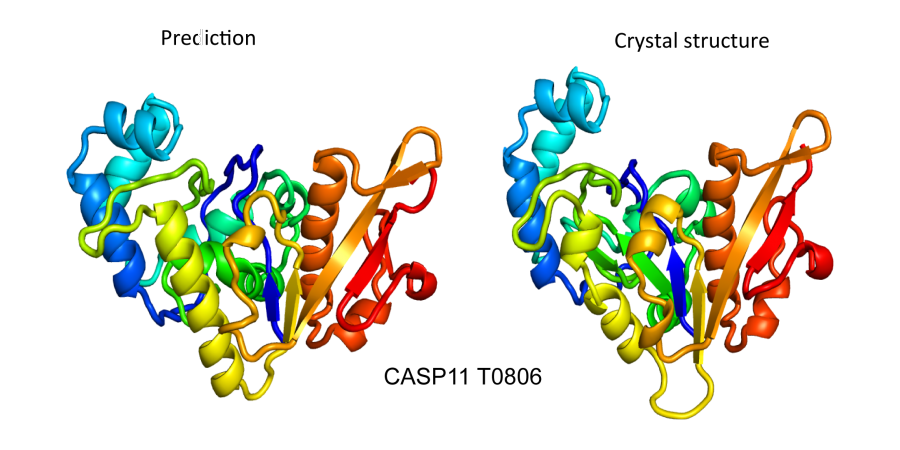 Prediction
Crystal structure
CASP11 T0806